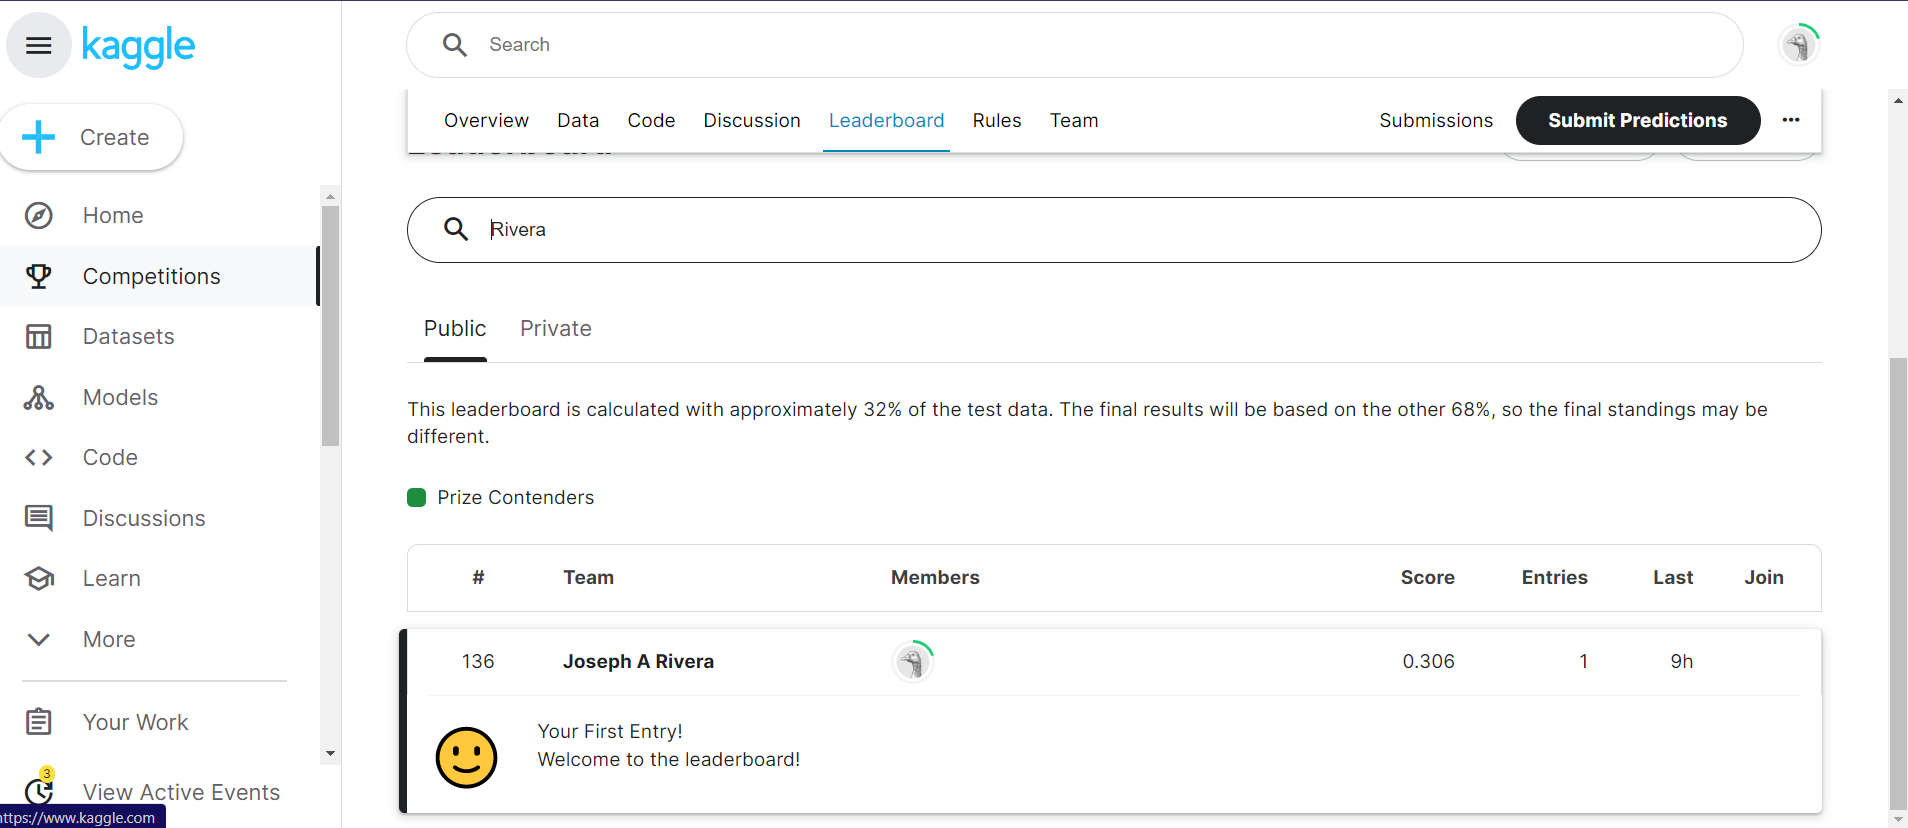 kaggle
Search
Create
Home
Competitions
Datasets
Models
Code
Discussions
Learn
More
Your Work
3
View Active Events
https://www.kaggle.com
Overview Data Code Discussion Leaderboard Rules Team Submissions Submit Predictions
Leaderboard
Rivera
Public Private
This leaderboard is calculated with approximately 32% of the test data. The final results will be based on the other 68%, so the final standings may be
different.
Prize Contenders
# Team Members Score Entries Last Join
136 Joseph A Rivera 0.306 1 9h
Your First Entry!
Welcome to the leaderboard!